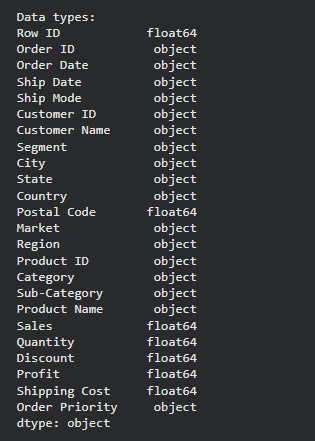 Data types:
Row ID            float64
Order ID           object
Order Date         object
Ship Date          object
Ship Mode          object
Customer ID        object
Customer Name      object
Segment            object
City               object
State              object
Country            object
Postal Code       float64
Market             object
Region             object
Product ID         object
Category           object
Sub-Category       object
Product Name       object
Sales             float64
Quantity          float64
Discount          float64
Profit            float64
Shipping Cost     float64
Order Priority     object
dtype: object